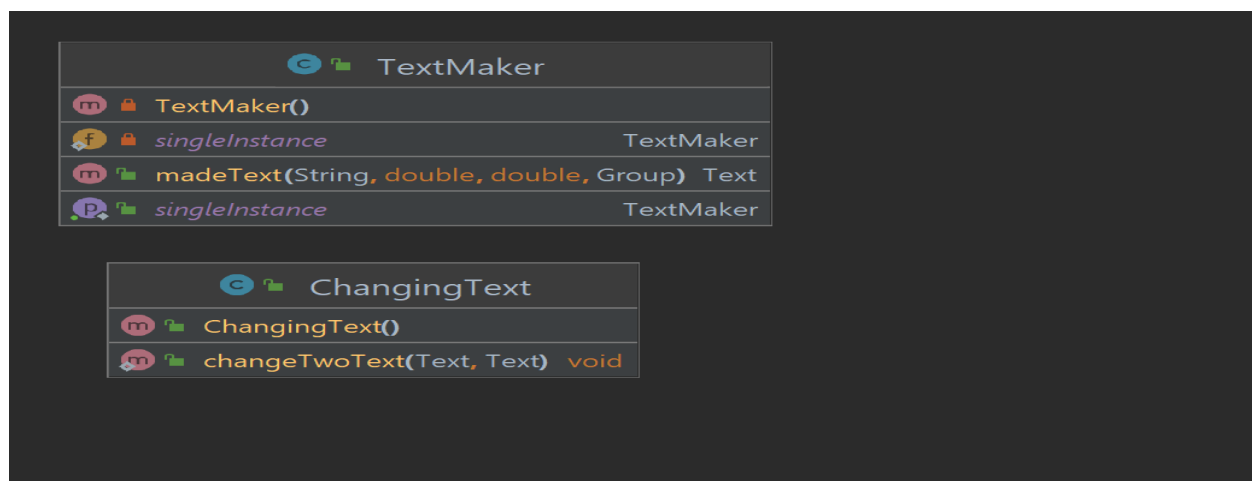 C TextMaker
m TextMaker()
f singleInstance TextMaker
m madeText(String, double, double, Group) Text
p singleInstance TextMaker
C ChangingText
m ChangingText()
m changeTwoText(Text, Text) void